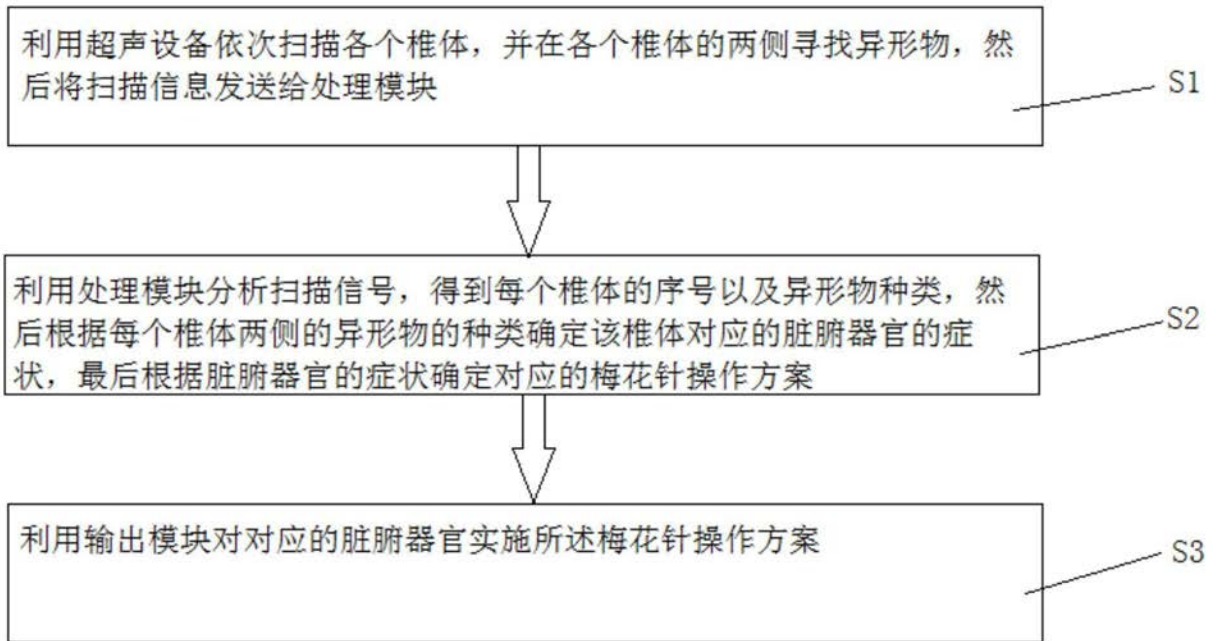 利用超声设备依次扫描各个椎体，并在各个椎体的两侧寻找异形物，然
后将扫描信息发送给处理模块
S1
利用处理模块分析扫描信号，得到每个椎体的序号以及异形物种类，然
后根据每个椎体两侧的异形物的种类确定该椎体对应的脏腑器官的症
状，最后根据脏腑器官的症状确定对应的梅花针操作方案
S2
利用输出模块对对应的脏腑器官实施所述梅花针操作方案
S3